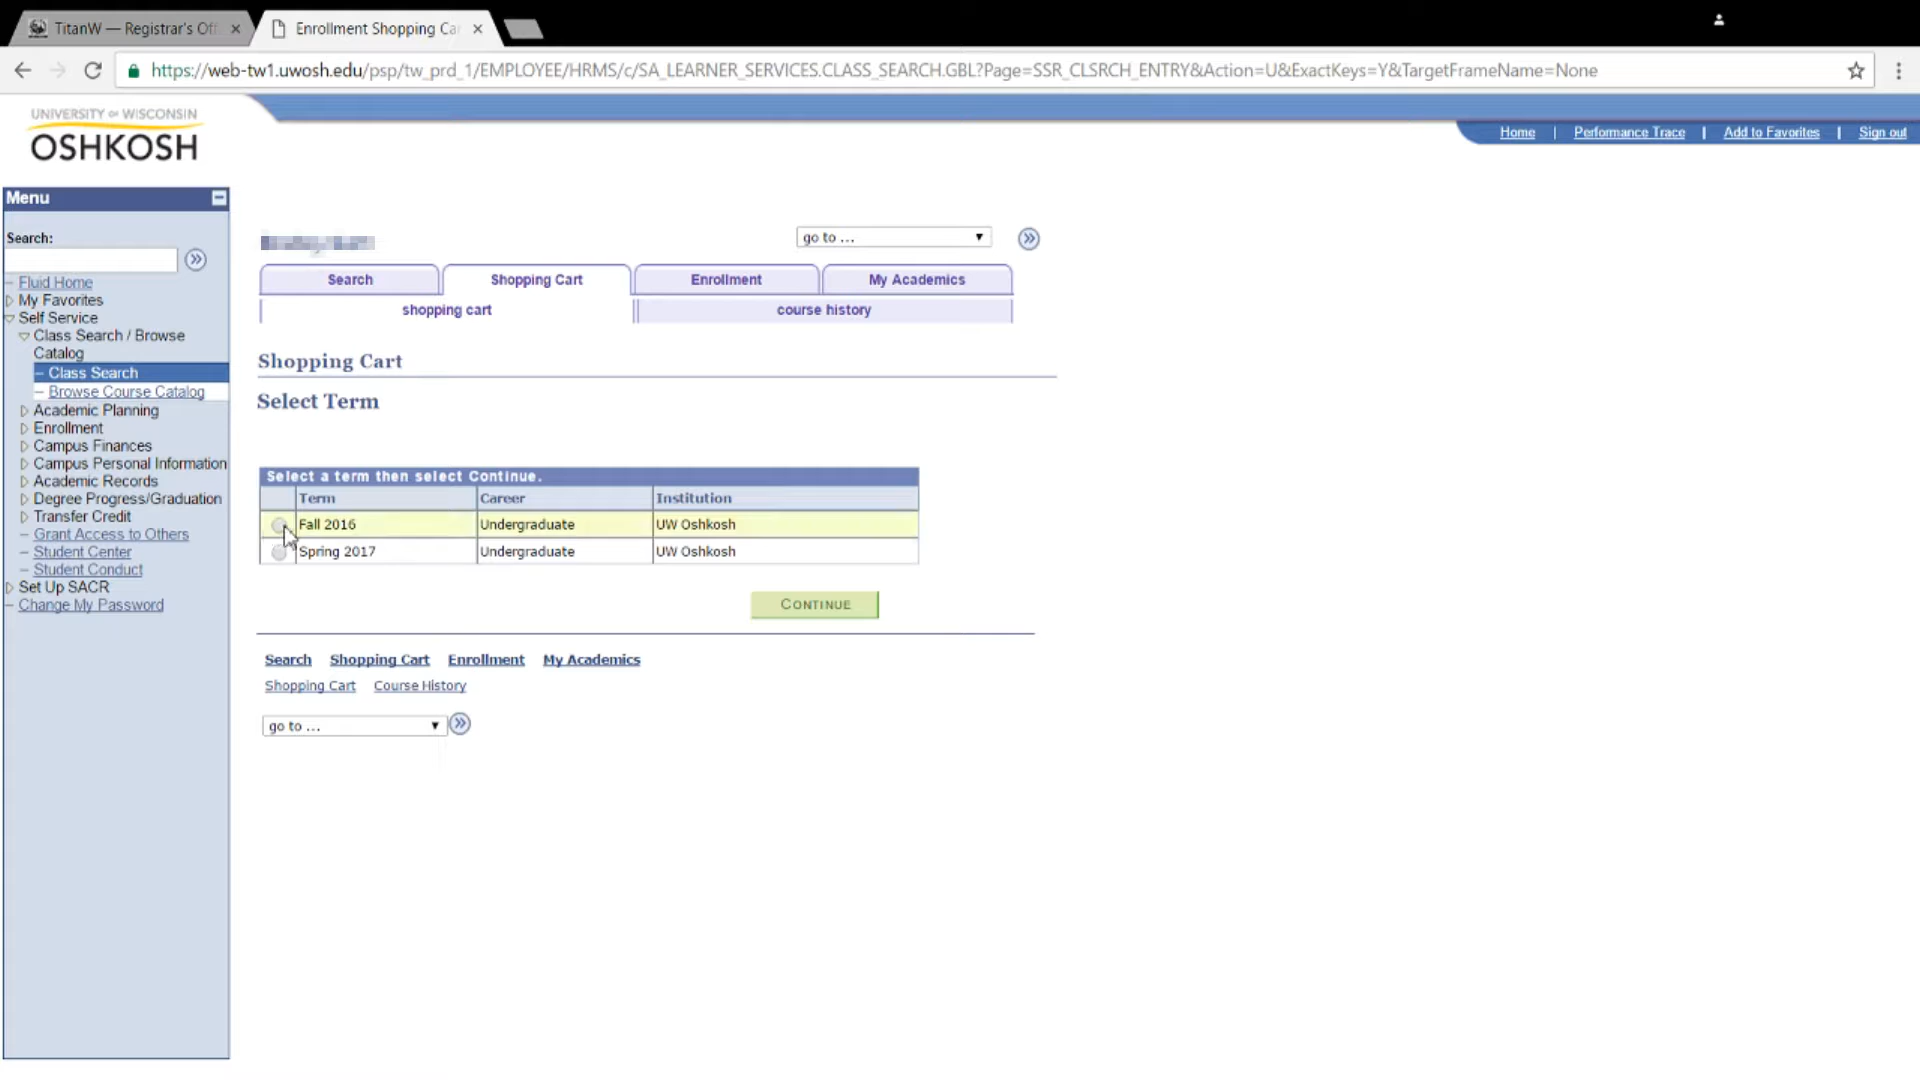 TitanW — Registrar's Off
Enrollment Shopping Ca
https://web-tw1.uwosh.edu/psp/tw_prd_1/EMPLOYEE/HRMS/c/SA_LEARNER_SERVICES.CLASS_SEARCH.GBL?Page=SSR_CLSRCH_ENTRY&Action=U&ExactKeys=Y&TargetFrameName=None
UNIVERSITY OF WISCONSIN
OSHKOSH
Home | Performance Trace | Add to Favorites | Sign out
Menu
Search:
Fluid Home
My Favorites
Self Service
Class Search / Browse
Catalog
Class Search
Browse Course Catalog
Academic Planning
Enrollment
Campus Finances
Campus Personal Information
Academic Records
Degree Progress/Graduation
Transfer Credit
Grant Access to Others
Student Center
Student Conduct
Set Up SACR
Change My Password
go to ...
Search Shopping Cart Enrollment My Academics
shopping cart course history
Shopping Cart
Select Term
Select a term then select Continue.
Term Career Institution
Fall 2016 Undergraduate UW Oshkosh
Spring 2017 Undergraduate UW Oshkosh
CONTINUE
Search Shopping Cart Enrollment My Academics
Shopping Cart Course History
go to ...